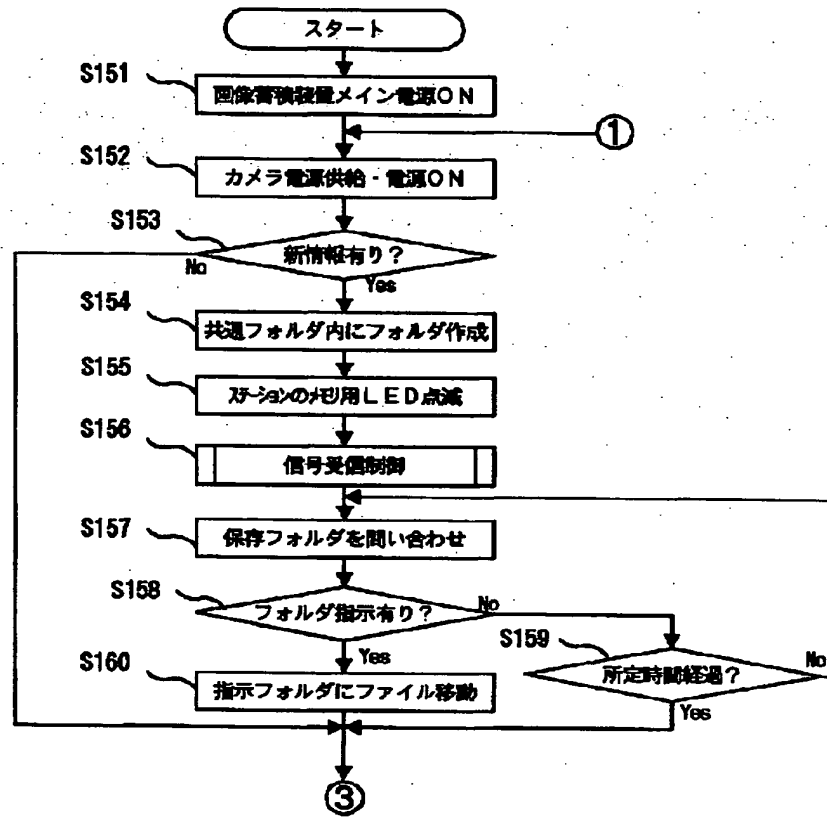 スタート
S151
画像蓄積装置メイン電源ON
①
S152
カメラ電源供給・電源ON
S153
新情報有り?
No
Yes
S154
共通フォルダ内にフォルダ作成
S155
ステーションのメモリ用LED点滅
S156
信号受信制御
S157
保存フォルダを問い合わせ
S158
フォルダ指示有り?
No
Yes
S159
所定時間経過?
No
Yes
S160
指示フォルダにファイル移動
③